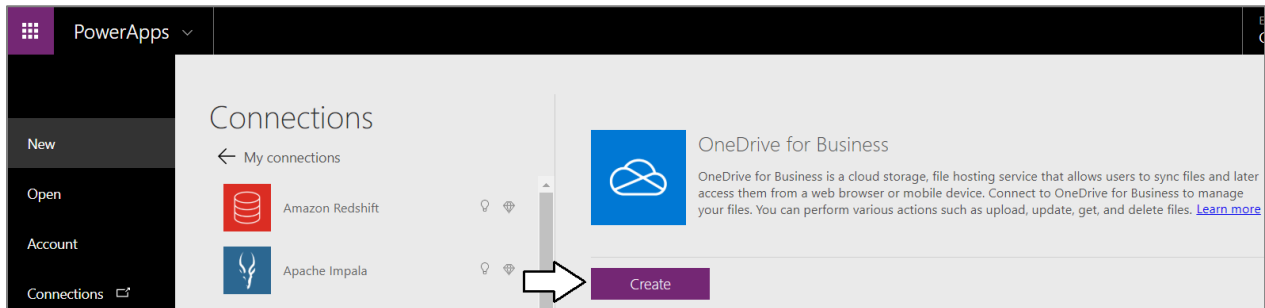 PowerApps
New
Open
Account
Connections
Connections
My connections
Amazon Redshift
Apache Impala
OneDrive for Business
OneDrive for Business is a cloud storage, file hosting service that allows users to sync files and later
access them from a web browser or mobile device. Connect to OneDrive for Business to manage
your files. You can perform various actions such as upload, update, get, and delete files. Learn more
Create